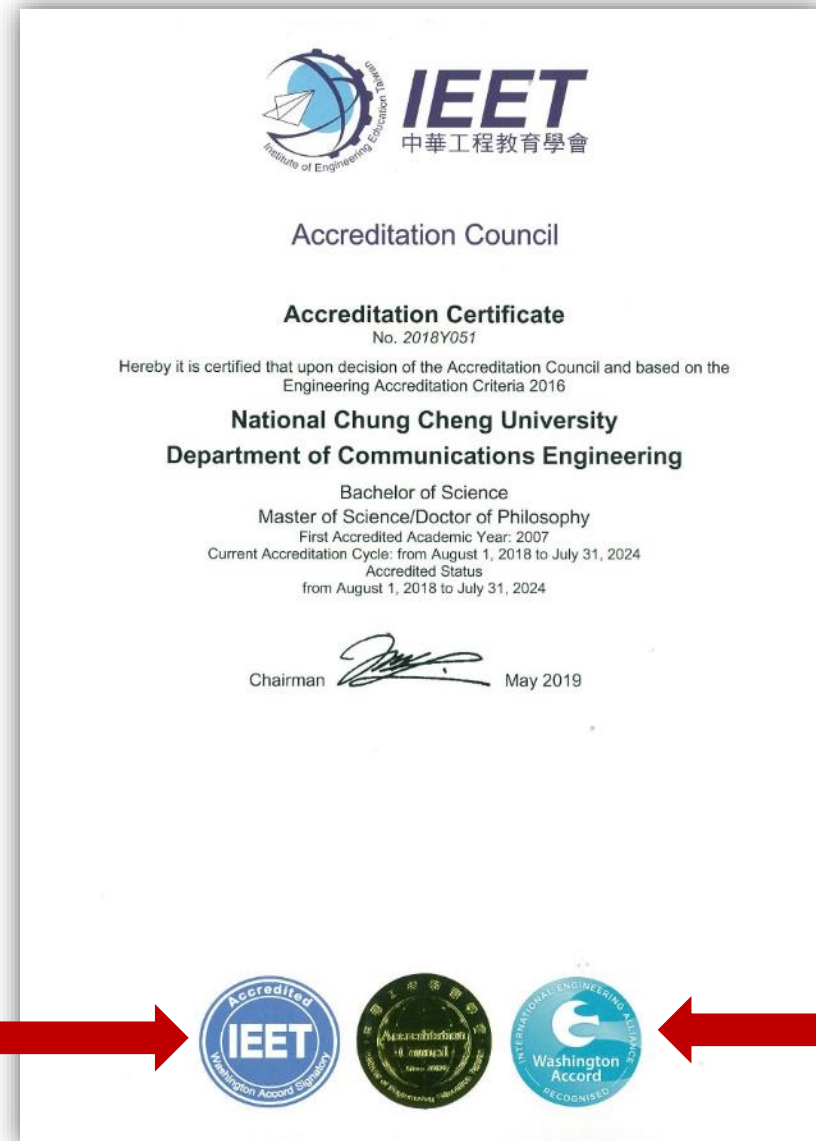 Institute of Engineering Education Taiwan
IEET
中華工程教育學會
Accreditation Council
Accreditation Certificate
No. 2018Y051
Hereby it is certified that upon decision of the Accreditation Council and based on the
Engineering Accreditation Criteria 2016
National Chung Cheng University
Department of Communications Engineering
Bachelor of Science
Master of Science/Doctor of Philosophy
First Accredited Academic Year: 2007
Current Accreditation Cycle: from August 1, 2018 to July 31, 2024
Accredited Status
from August 1, 2018 to July 31, 2024
Chairman May 2019
Accredited
IEET
Washington Accord Signatory
Accreditation
Council
INTERNATIONAL ENGINEERING ALLIANCE
Washington
Accord
RECOGNISED